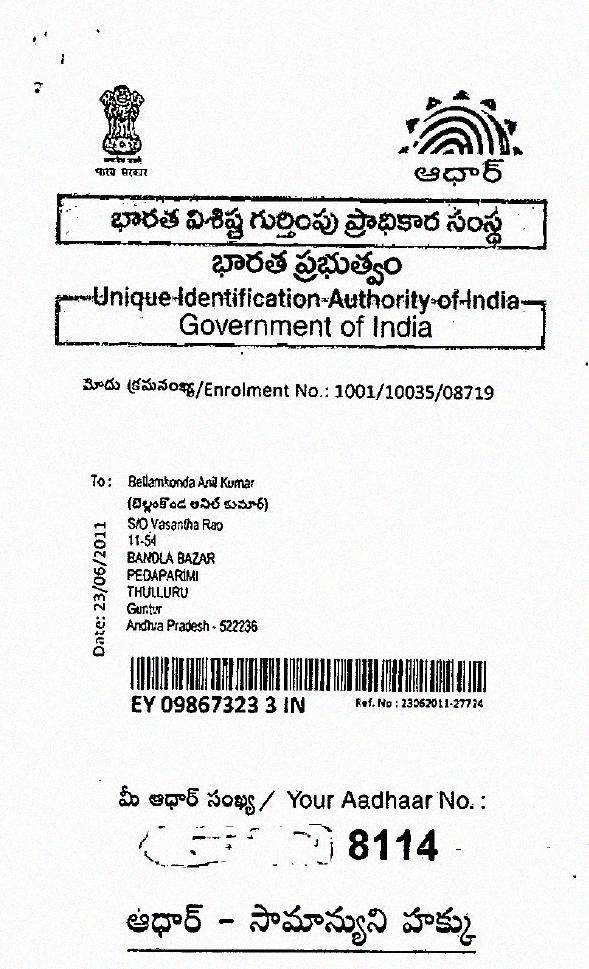 भारत सरकार
ఆధార్
భారత విశిష్ట గుర్తింపు ప్రాధికార సంస్థ
భారత ప్రభుత్వం
Unique Identification Authority of India
Government of India
మోదు క్రమసంఖ్య/Enrolment No.: 1001/10035/08719
To: Bellamkonda Anil Kumar
(బెల్లంకొండ అనిల్ కుమార్)
S/O Vasantha Rao
11-54
BANDLA BAZAR
PEDAPARIMI
THULLURU
Guntur
Andhra Pradesh - 522236
Date: 23/06/2011
EY 09867323 3 IN
Ref. No : 23062011-27724
మీ ఆధార్ సంఖ్య / Your Aadhaar No. :
8114
ఆధార్ - సామాన్యుని హక్కు